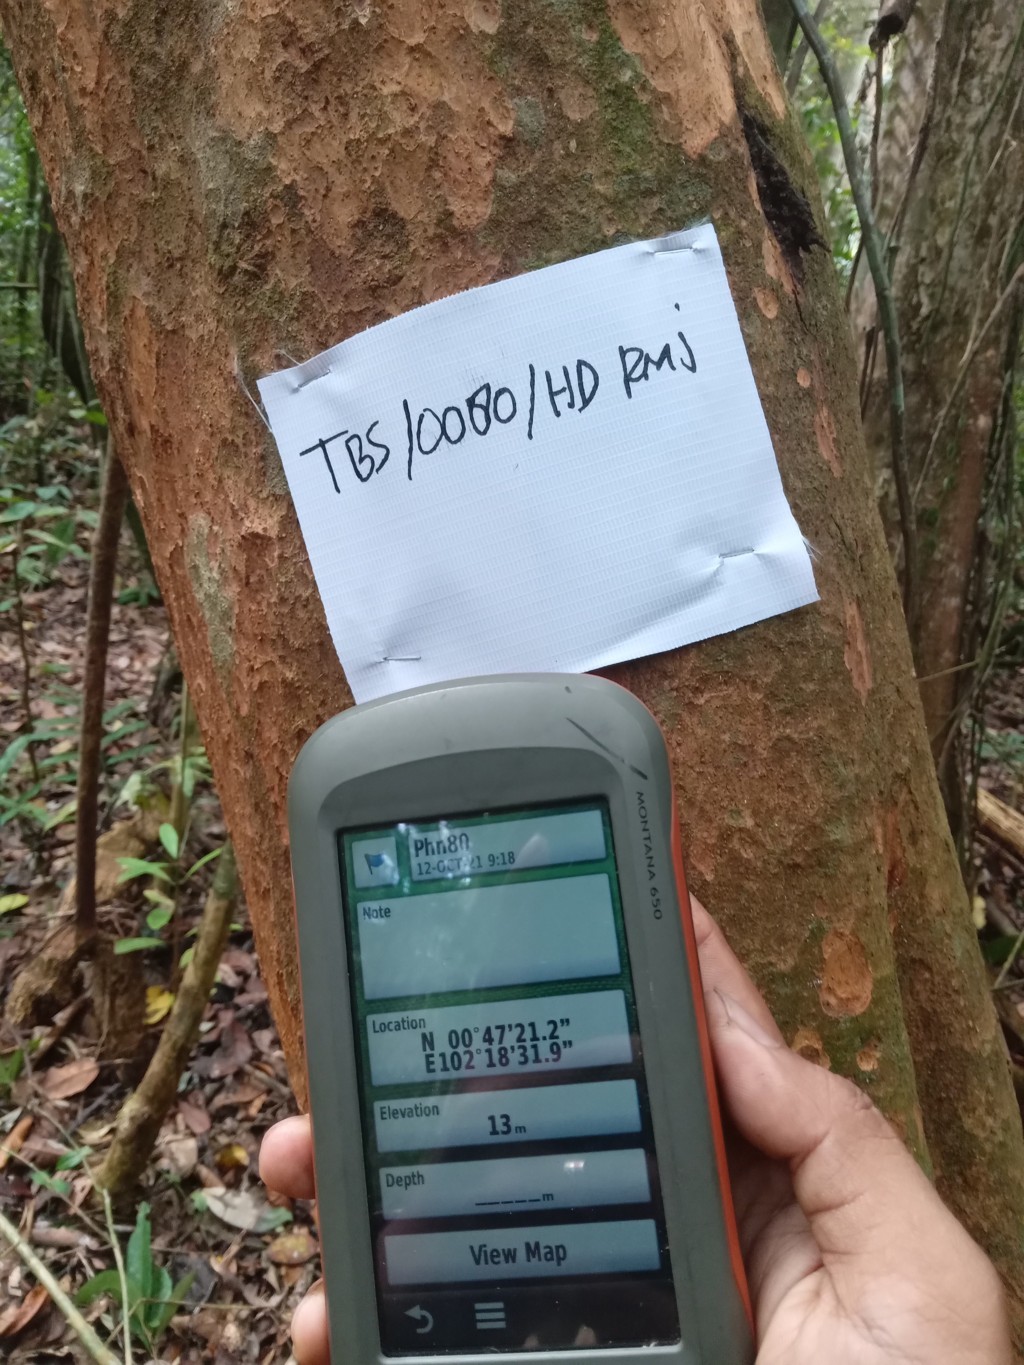 TBS/0080/HD RMJ
MONTANA 650
Phn80
12-OCT-21 9:18
Note
Location
N 00°47'21.2"
E102°18'31.9"
Elevation
13m
Depth
_____m
View Map